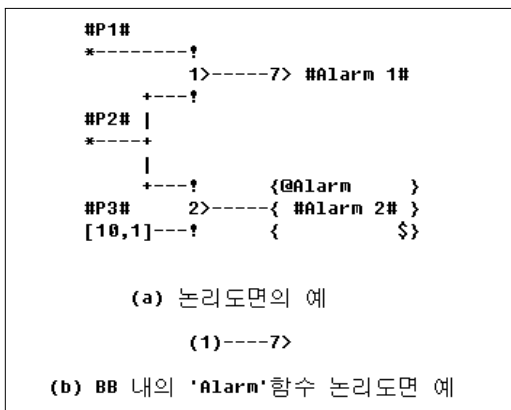 #P1#
*--------!
1>-----7> #Alarm 1#
+---!
#P2# |
*----+
|
+---! {@Alarm }
#P3# 2>-----{ #Alarm 2# }
[10,1]---! { $}
(a) 논리도면의 예
(1)----7>
(b) BB 내의 'Alarm'함수 논리도면 예